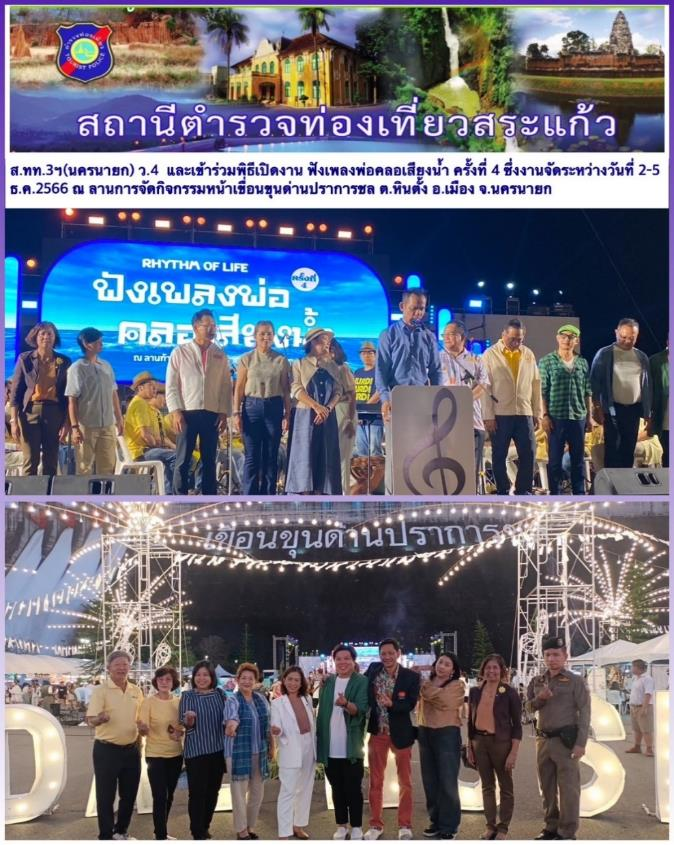 TOURIST POLICE
สถานีตำรวจท่องเที่ยวสระแก้ว
ส.ทท.3ฯ(นครนายก) ว.4 และเข้าร่วมพิธีเปิดงาน ฟังเพลงพ่อคลอเสียงน้ำ ครั้งที่ 4 ซึ่งงานจัดระหว่างวันที่ 2-5
ธ.ค.2566 ณ ลานการจัดกิจกรรมหน้าเขื่อนขุนด่านปราการชล ต.หินตั้ง อ.เมือง จ.นครนายก
RHYTHM OF LIFE
ฟังเพลงพ่อ
ครั้งที่
4
คลอเสียงน้ำ
ณ ลาน
เขื่อนขุนด่านปราการ